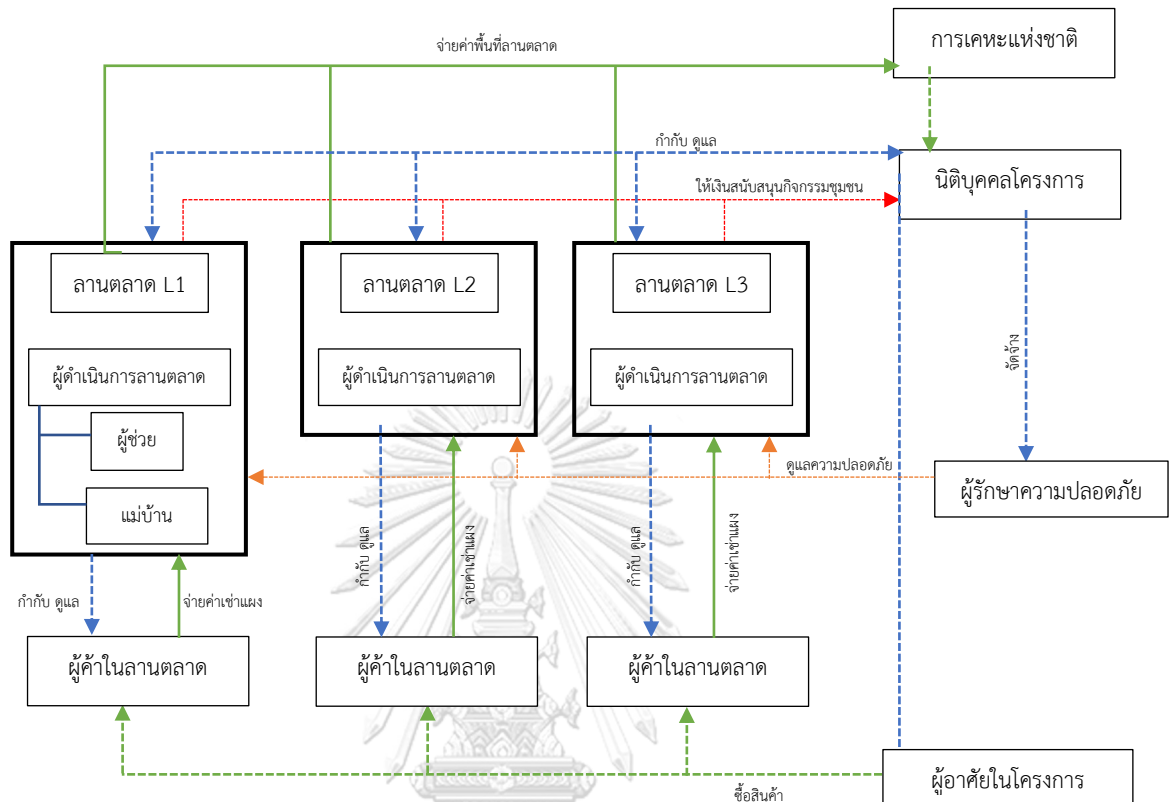 จ่ายค่าพื้นที่ลานตลาด
การเคหะแห่งชาติ
กำกับ ดูแล
นิติบุคคลโครงการ
ให้เงินสนับสนุนกิจกรรมชุมชน
ลานตลาด L1
ลานตลาด L2
ลานตลาด L3
จัดจ้าง
ผู้ดำเนินการลานตลาด
ผู้ดำเนินการลานตลาด
ผู้ดำเนินการลานตลาด
ผู้ช่วย
แม่บ้าน
ดูแลความปลอดภัย
ผู้รักษาความปลอดภัย
กำกับ ดูแล
จ่ายค่าเช่าแผง
กำกับ ดูแล
จ่ายค่าเช่าแผง
กำกับ ดูแล
จ่ายค่าเช่าแผง
ผู้ค้าในลานตลาด
ผู้ค้าในลานตลาด
ผู้ค้าในลานตลาด
ผู้อาศัยในโครงการ
ซื้อสินค้า